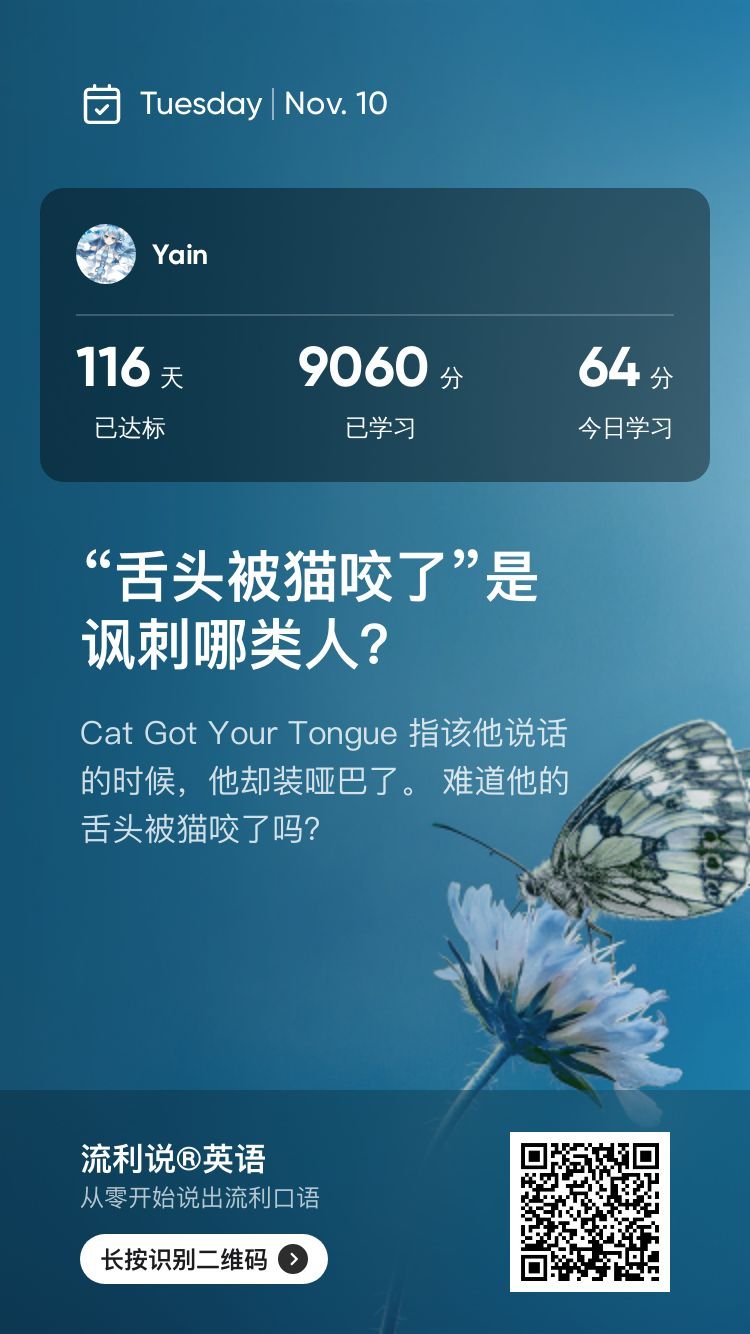 Tuesday | Nov. 10
Yain
116 天 9060 分 64 分
已达标 已学习 今日学习
“舌头被猫咬了”是
讽刺哪类人？
Cat Got Your Tongue 指该他说话
的时候，他却装哑巴了。 难道他的
舌头被猫咬了吗？
流利说®英语
从零开始说出流利口语
长按识别二维码